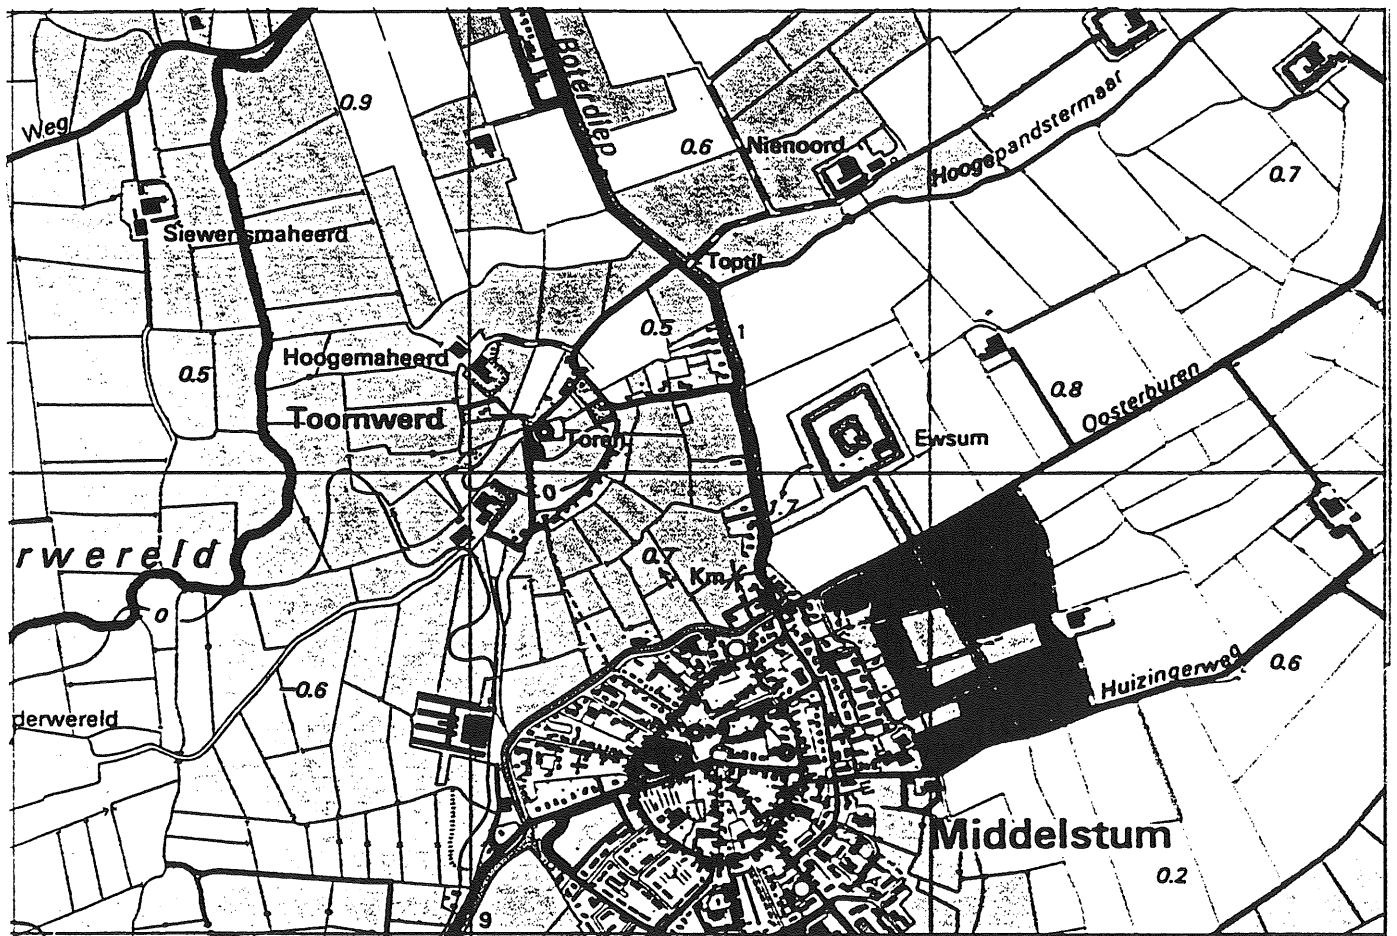 Boterdiep
Weg
0.9
0.6
Nienoord
Hoogepandstermaar
0.7
Siewertsmaheerd
Toptil
0.5
1
Hoogemaheerd
0.5
0.8
Oosterburen
Toornwerd
Toren
Ewsum
0
1.7
rwereld
0.7
Km
0
-0.6
Huizingerweg
0.6
derwereld
Middelstum
0.2
9